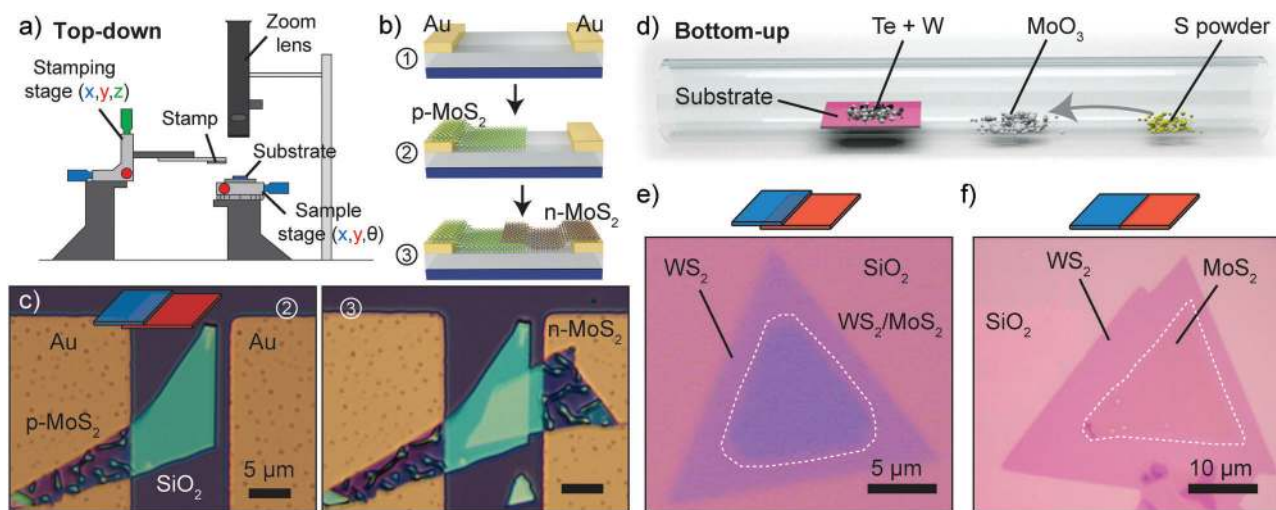 a) Top-down
Zoom
lens
Stamping
stage (x,y,z)
Stamp
Substrate
Sample
stage (x,y,θ)
b)
Au
Au
①
p-MoS₂
②
n-MoS₂
③
c)
②
Au
Au
p-MoS₂
SiO₂
5 µm
③
n-MoS₂
d) Bottom-up
Te + W
MoO₃
S powder
Substrate
e)
WS₂
SiO₂
WS₂/MoS₂
5 µm
f)
WS₂
MoS₂
SiO₂
10 µm